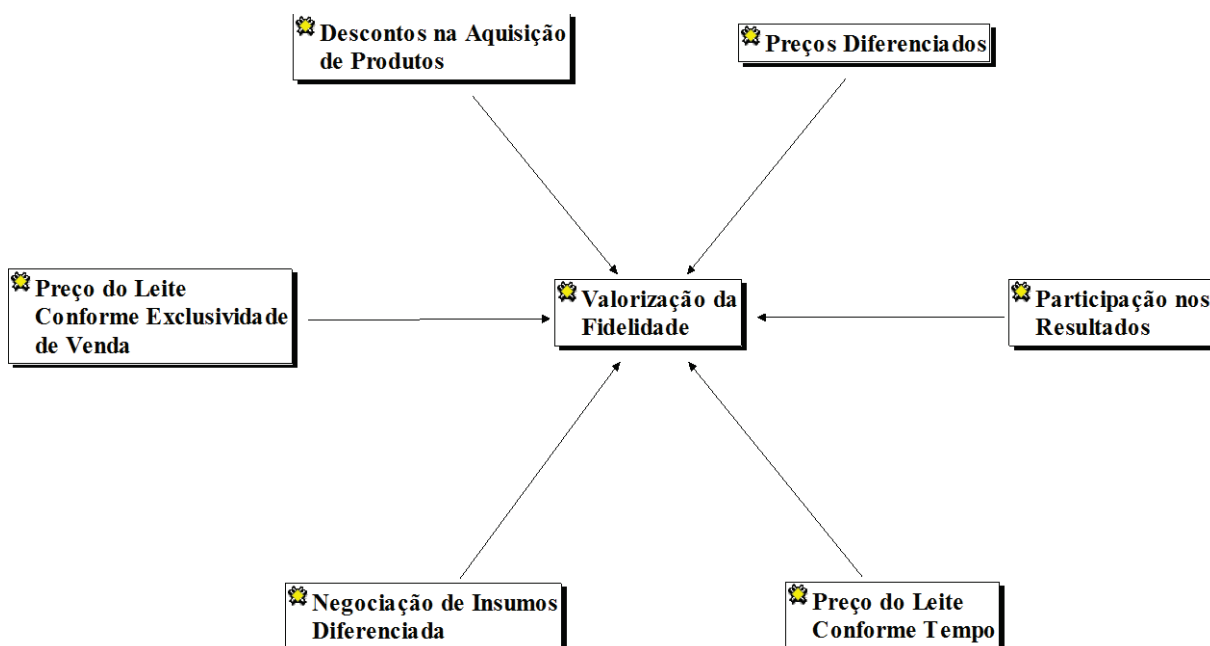 Descontos na Aquisição
de Produtos
Preços Diferenciados
Preço do Leite
Conforme Exclusividade
de Venda
Valorização da
Fidelidade
Participação nos
Resultados
Negociação de Insumos
Diferenciada
Preço do Leite
Conforme Tempo